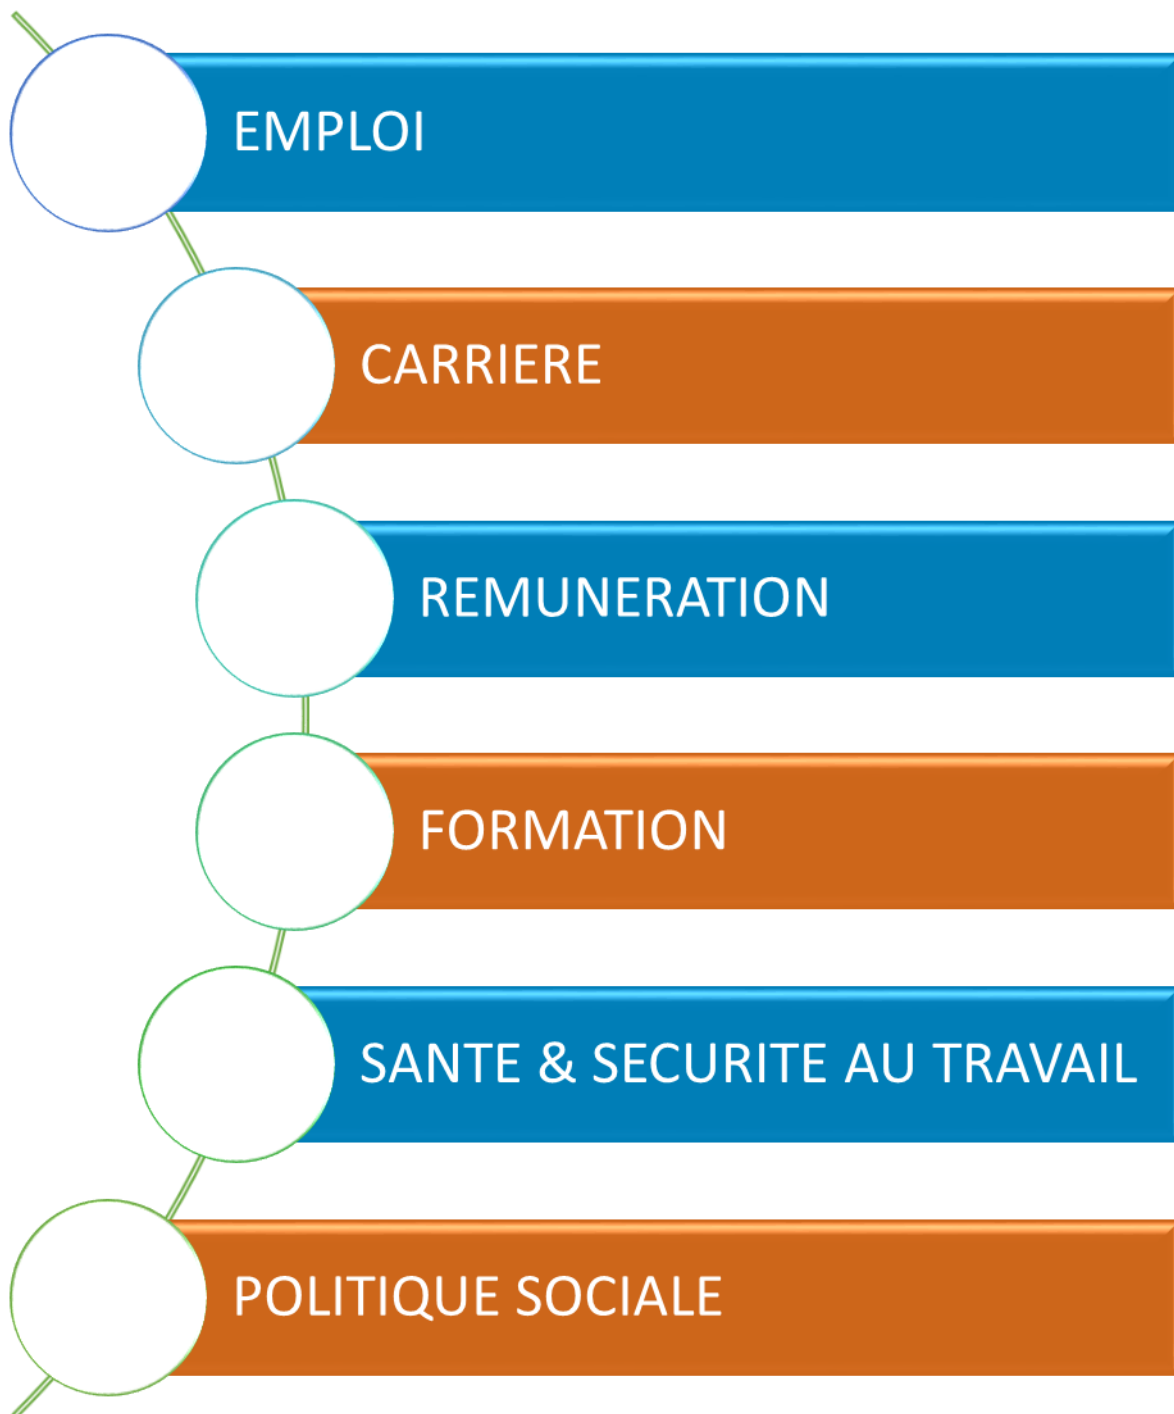 EMPLOI
CARRIERE
REMUNERATION
FORMATION
SANTE & SECURITE AU TRAVAIL
POLITIQUE SOCIALE